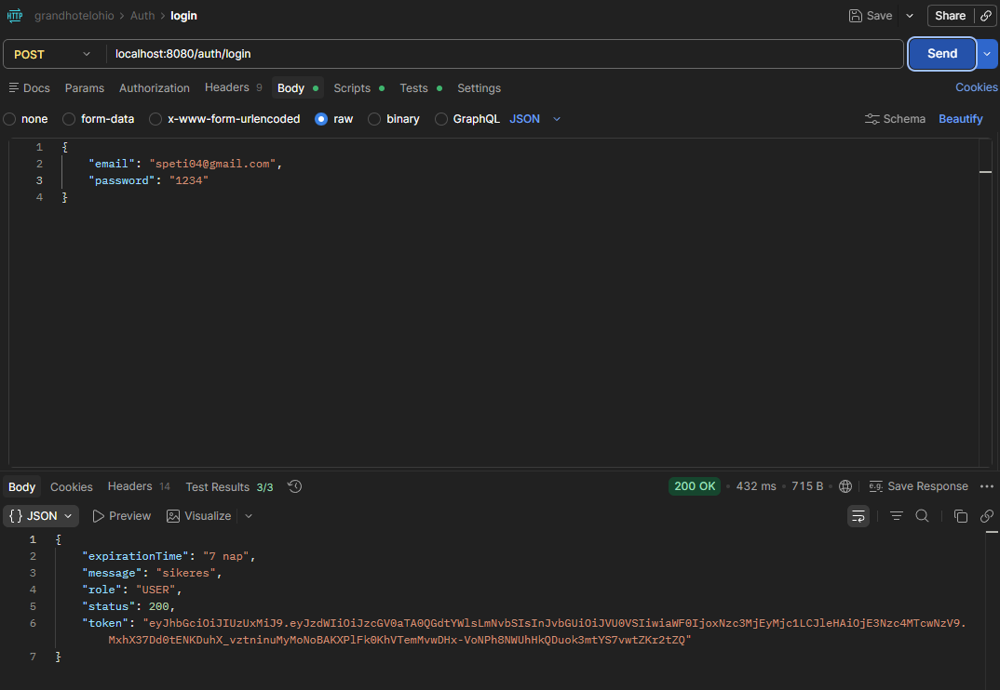 HTTP grandhotelohio > Auth > login Save Share
POST localhost:8080/auth/login Send
Docs Params Authorization Headers 9 Body Scripts Tests Settings Cookies
none form-data x-www-form-urlencoded raw binary GraphQL JSON Schema Beautify
1 {
2 "email": "speti04@gmail.com",
3 "password": "1234"
4 }
Body Cookies Headers 14 Test Results 3/3 200 OK • 432 ms • 715 B • e.g. Save Response
{} JSON Preview Visualize
1 {
2 "expirationTime": "7 nap",
3 "message": "sikeres",
4 "role": "USER",
5 "status": 200,
6 "token": "eyJhbGciOiJIUzUxMiJ9.eyJzdWIiOiJzcGV0aTA0QGdtYWlsLmNvbSIsInJvbGUiOiJVU0VSIiwiaWF0IjoxNzc3MjEyMjc1LCJleHAiOjE3Nzc4MTcwNzV9.
MxhX37Dd0tENKDuhX_vztninuMyMoNoBAKXPlFk0KhVTemMvwDHx-VoNPh8NWUhHkQDuok3mtYS7vwtZKr2tZQ"
7 }